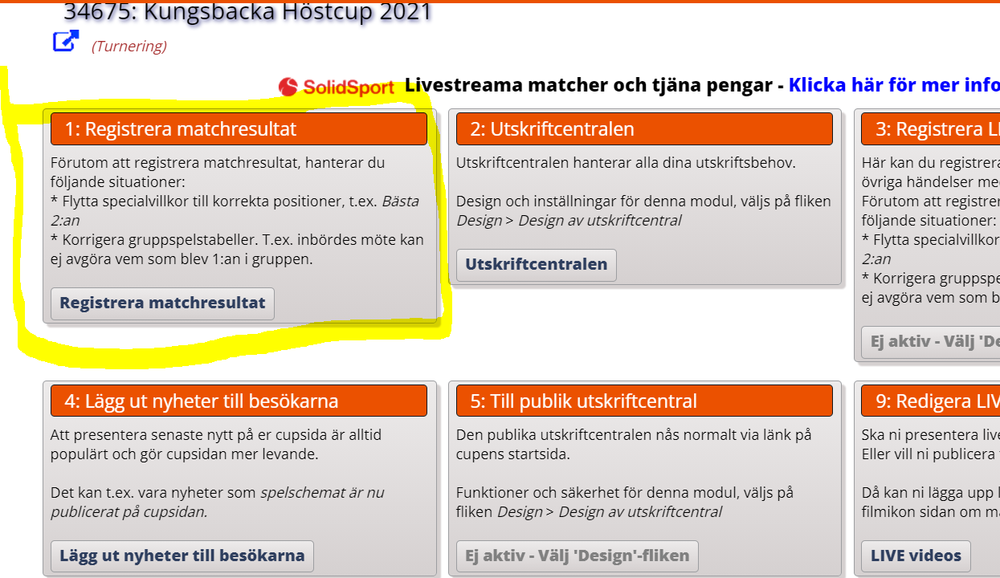 34675: Kungsbacka Höstcup 2021
(Turnering)
SolidSport Livestreama matcher och tjäna pengar - Klicka här för mer info
1: Registrera matchresultat
Förutom att registrera matchresultat, hanterar du
följande situationer:
* Flytta specialvillkor till korrekta positioner, t.ex. Bästa
2:an
* Korrigera gruppspelstabeller. T.ex. inbördes möte kan
ej avgöra vem som blev 1:an i gruppen.
Registrera matchresultat
2: Utskriftcentralen
Utskriftcentralen hanterar alla dina utskriftsbehov.
Design och inställningar för denna modul, väljs på fliken
Design > Design av utskriftcentral
Utskriftcentralen
3: Registrera
Här kan du registrera
övriga händelser
Förutom att
följande situationer:
* Flytta specialvillkor
2:an
* Korrigera
ej avgöra vem som
Ej aktiv - Välj
4: Lägg ut nyheter till besökarna
Att presentera senaste nytt på er cupsida är alltid
populärt och gör cupsidan mer levande.
Det kan t.ex. vara nyheter som spelschemat är nu
publicerat på cupsidan.
Lägg ut nyheter till besökarna
5: Till publik utskriftcentral
Den publika utskriftcentralen nås normalt via länk på
cupens startsida.
Funktioner och säkerhet för denna modul, väljs på
fliken Design > Design av utskriftcentral
Ej aktiv - Välj 'Design'-fliken
9: Redigera
Ska ni presentera
Eller vill ni publicera
Då kan ni lägga upp
filmikon sidan om
LIVE videos